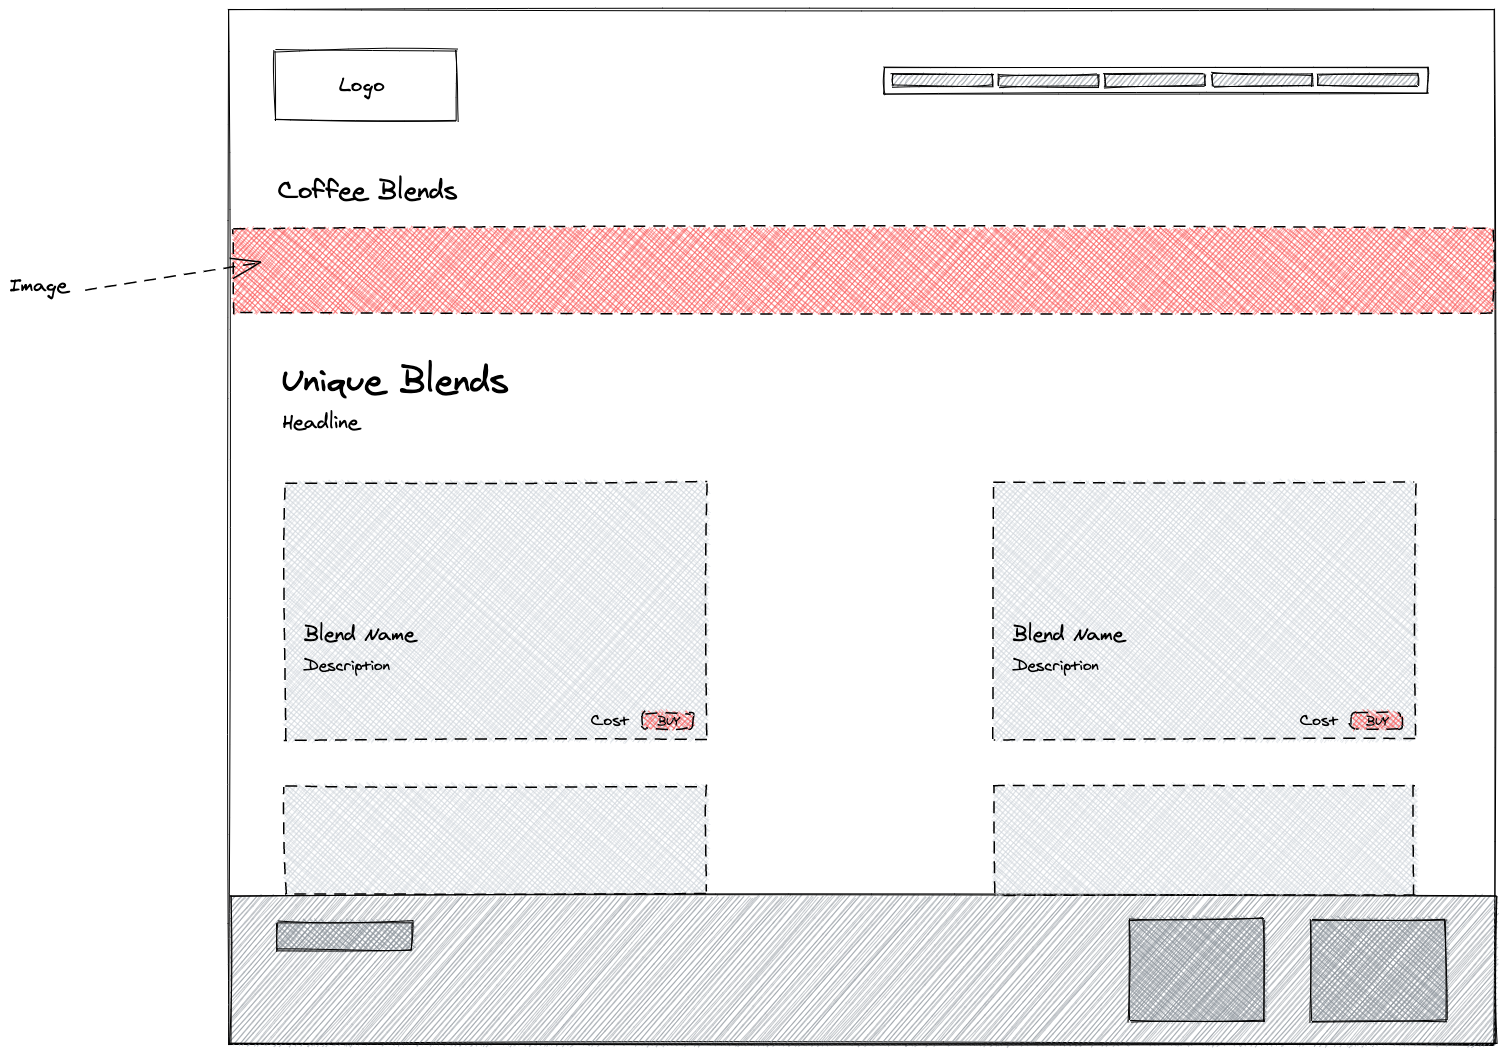 Logo
Coffee Blends
Image
Unique Blends
Headline
Blend Name
Description
Cost BUY
Blend Name
Description
Cost BUY